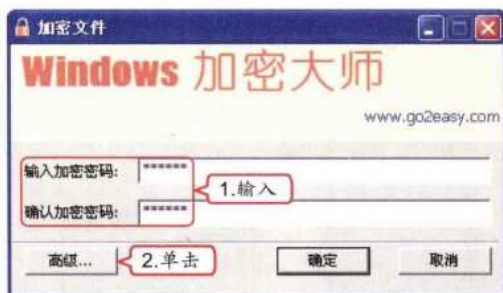 加密文件
Windows 加密大师
www.go2easy.com
输入加密密码: ******
1.输入
确认加密密码: ******
高级... 2.单击 确定 取消